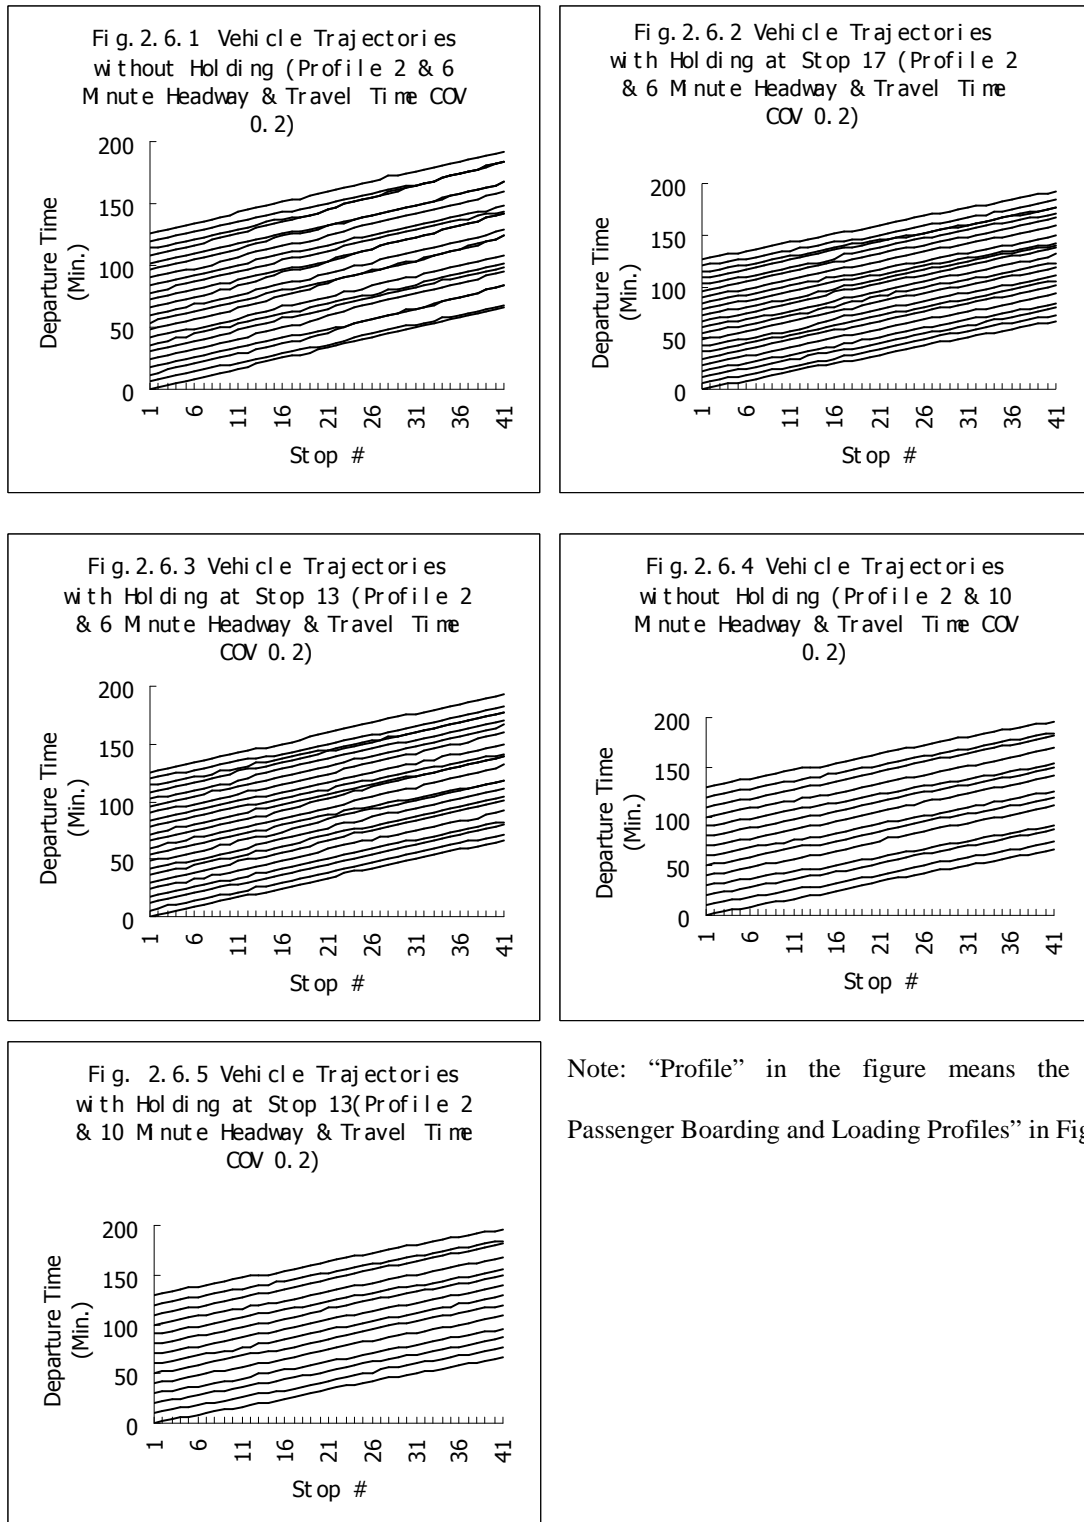 Fig. 2.6.1 Vehicle Trajectories
without Holding (Profile 2 & 6
Minute Headway & Travel Time COV
0.2)
200
150
100
50
0
Departure Time
(Min.)
1 6 11 16 21 26 31 36 41
Stop #
Fig. 2.6.2 Vehicle Trajectories
with Holding at Stop 17 (Profile 2
& 6 Minute Headway & Travel Time
COV 0.2)
200
150
100
50
0
Departure Time
(Min.)
1 6 11 16 21 26 31 36 41
Stop #
Fig. 2.6.3 Vehicle Trajectories
with Holding at Stop 13 (Profile 2
& 6 Minute Headway & Travel Time
COV 0.2)
200
150
100
50
0
Departure Time
(Min.)
1 6 11 16 21 26 31 36 41
Stop #
Fig. 2.6.4 Vehicle Trajectories
without Holding (Profile 2 & 10
Minute Headway & Travel Time COV
0.2)
200
150
100
50
0
Departure Time
(Min.)
1 6 11 16 21 26 31 36 41
Stop #
Fig. 2.6.5 Vehicle Trajectories
with Holding at Stop 13(Profile 2
& 10 Minute Headway & Travel Time
COV 0.2)
200
150
100
50
0
Departure Time
(Min.)
1 6 11 16 21 26 31 36 41
Stop #
Note: “Profile” in the figure means the
Passenger Boarding and Loading Profiles” in Fig